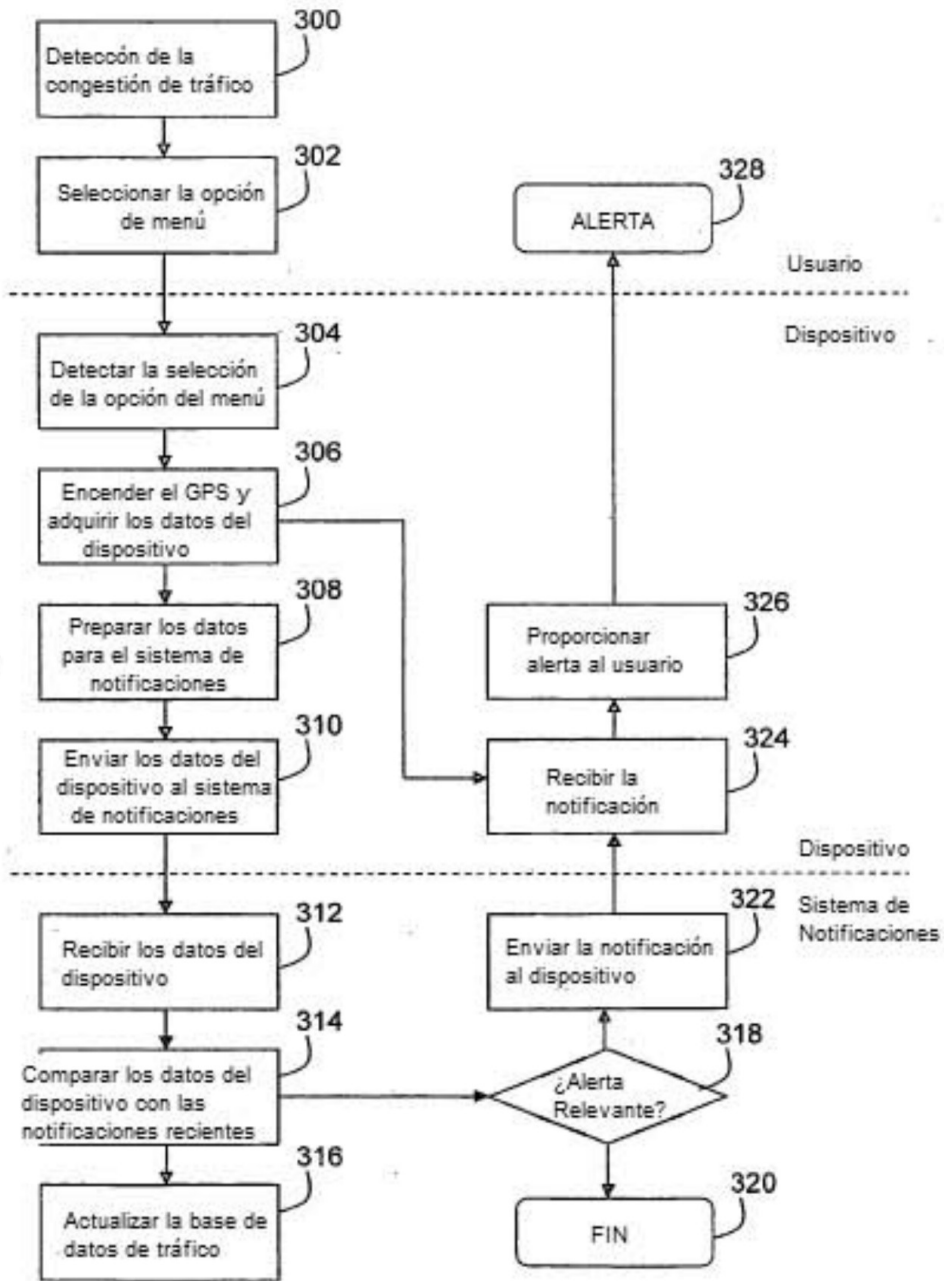 300
Deteccón de la
congestión de tráfico
302
Seleccionar la opción
de menú
328
ALERTA
Usuario
Dispositivo
304
Detectar la selección
de la opción del menú
306
Encender el GPS y
adquirir los datos del
dispositivo
308
Preparar los datos
para el sistema de
notificaciones
326
Proporcionar
alerta al usuario
310
Enviar los datos del
dispositivo al sistema
de notificaciones
324
Recibir la
notificación
Dispositivo
Sistema de
Notificaciones
312
Recibir los datos del
dispositivo
322
Enviar la notificación
al dispositivo
314
Comparar los datos del
dispositivo con las
notificaciones recientes
318
¿Alerta
Relevante?
316
Actualizar la base de
datos de tráfico
320
FIN